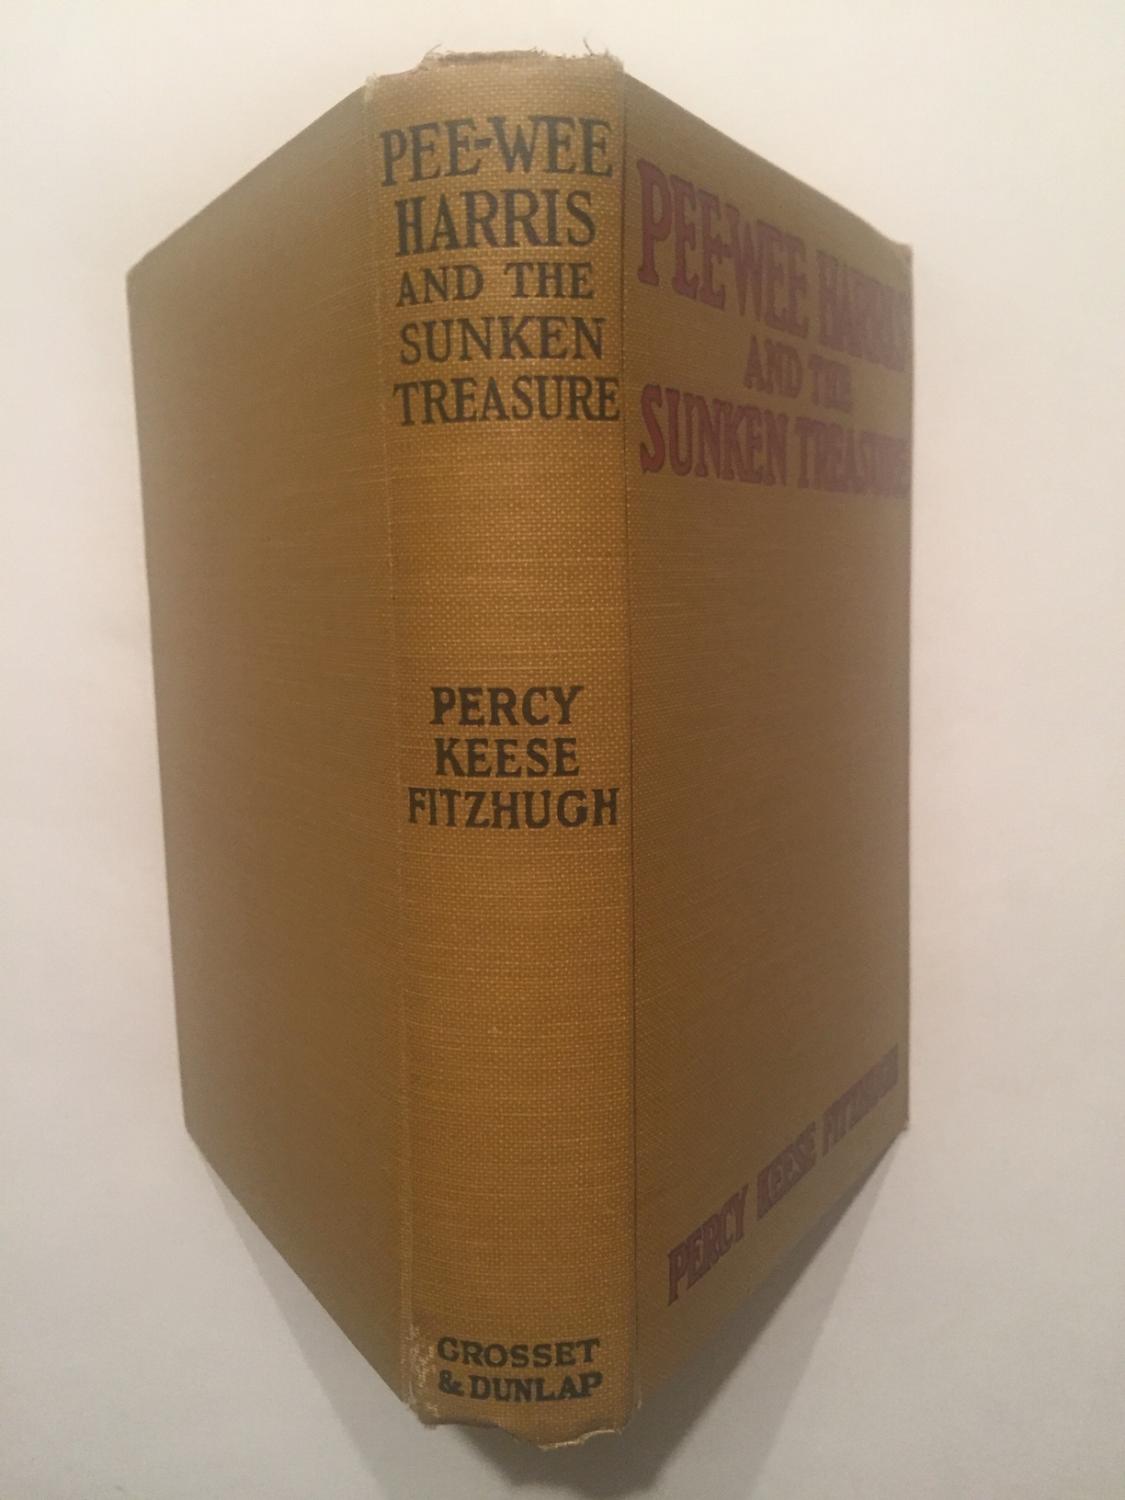 PEE-WEE
HARRIS
AND THE
SUNKEN
TREASURE
PERCY
KEESE
FITZHUGH
GROSSET
& DUNLAP
PEE-WEE HARRIS
AND THE
SUNKEN TREASURE
PERCY KEESE FITZHUGH